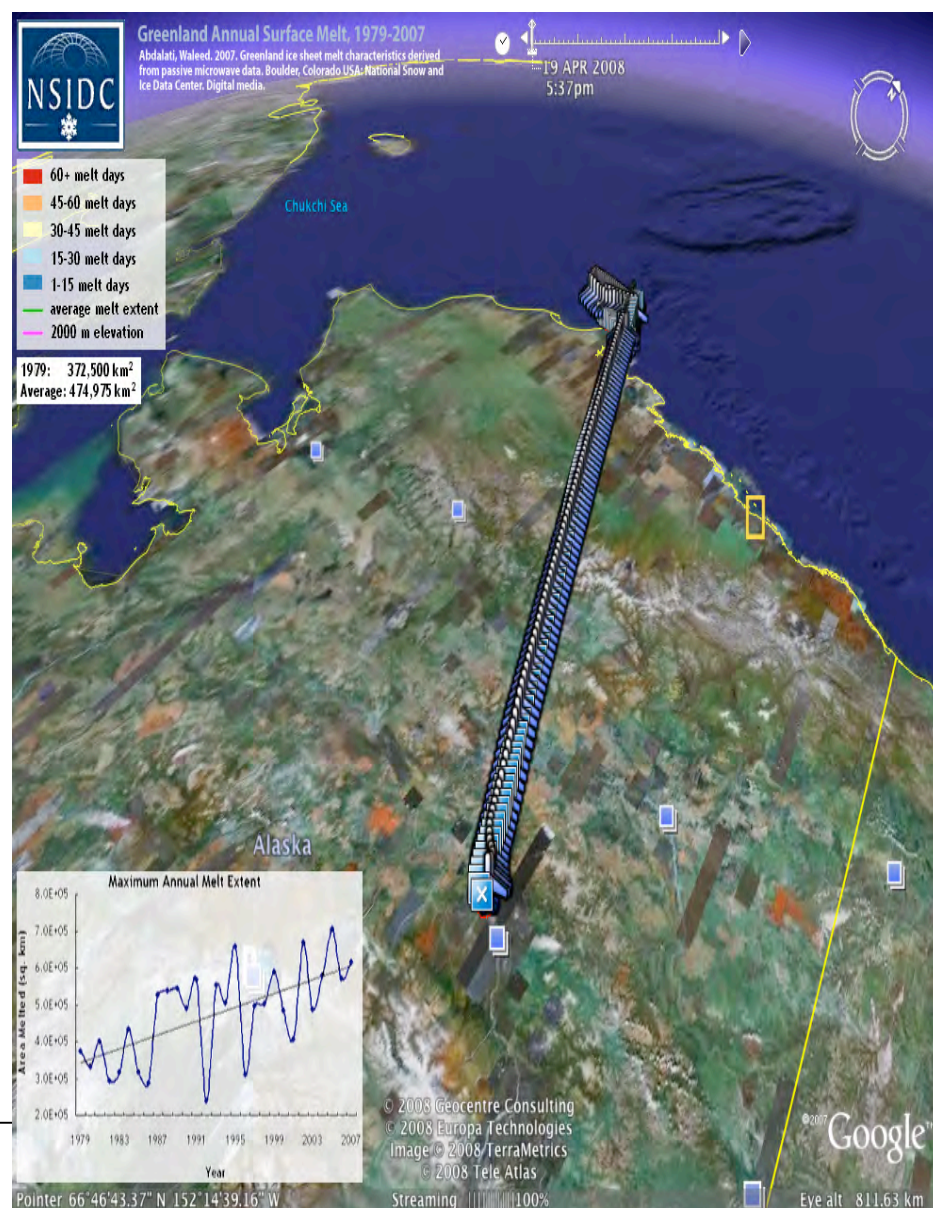 NSIDC
Greenland Annual Surface Melt, 1979-2007
Abdalati, Waleed. 2007. Greenland ice sheet melt characteristics derived
from passive microwave data. Boulder, Colorado USA: National Snow and
Ice Data Center. Digital media.
19 APR 2008
5:37pm
N
60+ melt days
45-60 melt days
30-45 melt days
15-30 melt days
1-15 melt days
average melt extent
2000 m elevation
1979: 372,500 km²
Average: 474,975 km²
Chukchi Sea
Alaska
Maximum Annual Melt Extent
Area Melted (sq. km)
8.0E+05
7.0E+05
6.0E+05
5.0E+05
4.0E+05
3.0E+05
2.0E+05
1979 1983 1987 1991 1995 1999 2003 2007
Year
© 2008 Geocentre Consulting
© 2008 Europa Technologies
Image © 2008 TerraMetrics
© 2008 Tele Atlas
©2007 Google™
Pointer 66°46'43.37" N 152°14'39.16" W
Streaming ||||||||| 100%
Eye alt 811.63 km